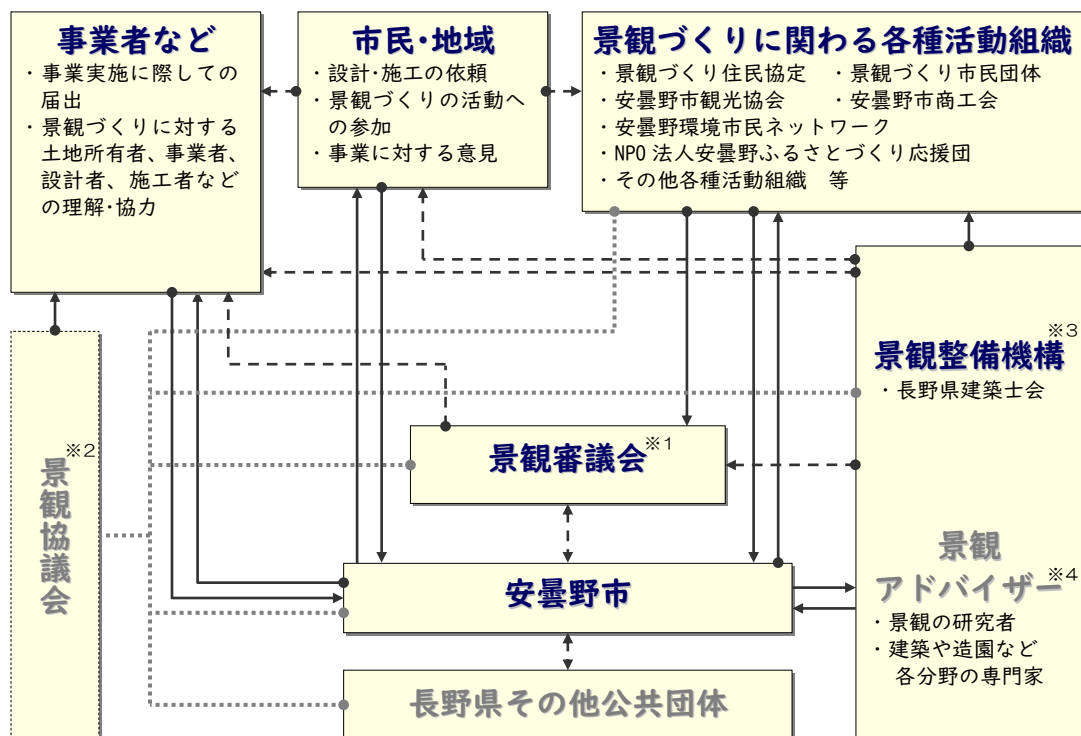 事業者など
・事業実施に際しての
届出
・景観づくりに対する
土地所有者、事業者、
設計者、施工者など
の理解・協力
市民・地域
・設計・施工の依頼
・景観づくりの活動へ
の参加
・事業に対する意見
景観づくりに関わる各種活動組織
・景観づくり住民協定 ・景観づくり市民団体
・安曇野市観光協会 ・安曇野市商工会
・安曇野環境市民ネットワーク
・NPO 法人安曇野ふるさとづくり応援団
・その他各種活動組織 等
景観協議会※2
景観審議会※1
安曇野市
長野県その他公共団体
景観整備機構※3
・長野県建築士会
景観
アドバイザー※4
・景観の研究者
・建築や造園など
各分野の専門家